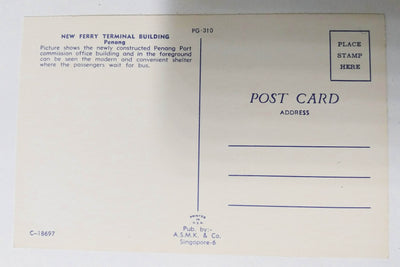 PG-310
NEW FERRY TERMINAL BUILDING
Penang
Picture shows the newly constructed Penang Port
commission office building and in the foreground
can be seen the modern and convenient shelter
where the passengers wait for bus.
PLACE
STAMP
HERE
POST CARD
ADDRESS
C-18697
PRINTED
IN
U.S.A.
Pub. by:-
A.S.M.K. & Co.
Singapore-6